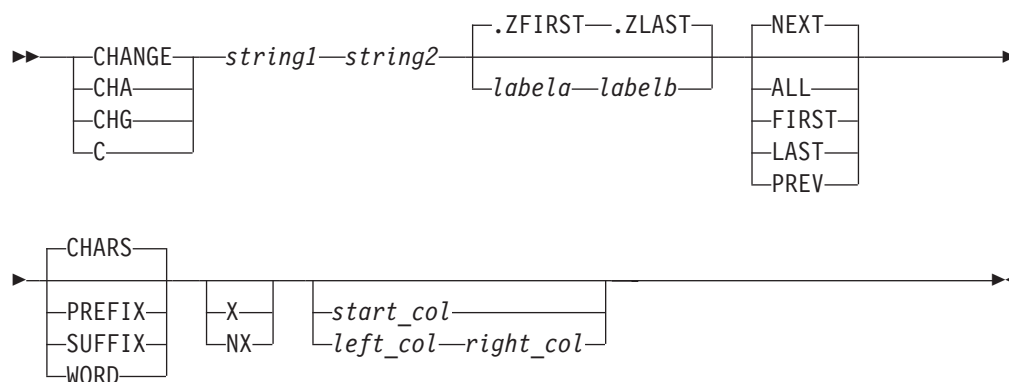 .ZFIRST .ZLAST NEXT
CHANGE string1 string2
CHA labela labelb ALL
CHG FIRST
C LAST
PREV
CHARS
PREFIX X start_col
SUFFIX NX left_col right_col
WORD